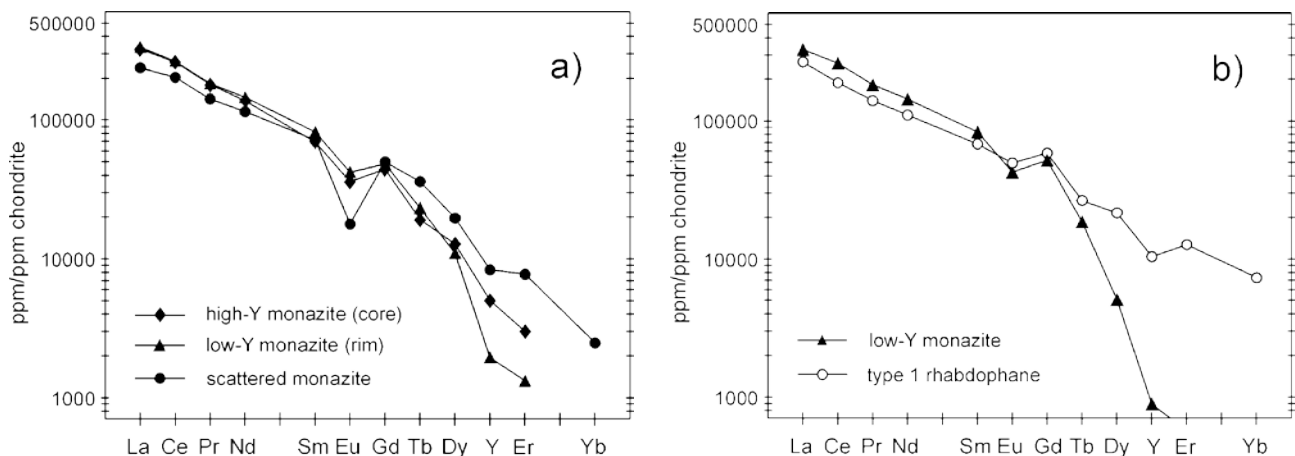 a)
ppm/ppm chondrite
500000
100000
10000
1000
high-Y monazite (core)
low-Y monazite (rim)
scattered monazite
La Ce Pr Nd Sm Eu Gd Tb Dy Y Er Yb
b)
ppm/ppm chondrite
500000
100000
10000
1000
low-Y monazite
type 1 rhabdophane
La Ce Pr Nd Sm Eu Gd Tb Dy Y Er Yb